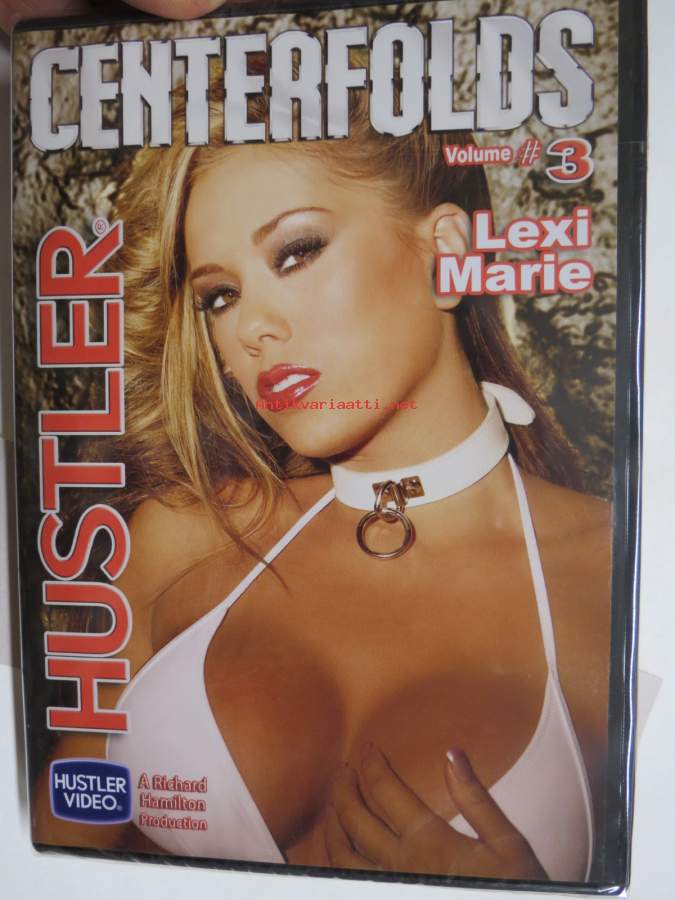 CENTERFOLDS
Volume # 3
Lexi
Marie
HUSTLER®
Antikvariaatti.net
HUSTLER
VIDEO®
A Richard
Hamilton
Production